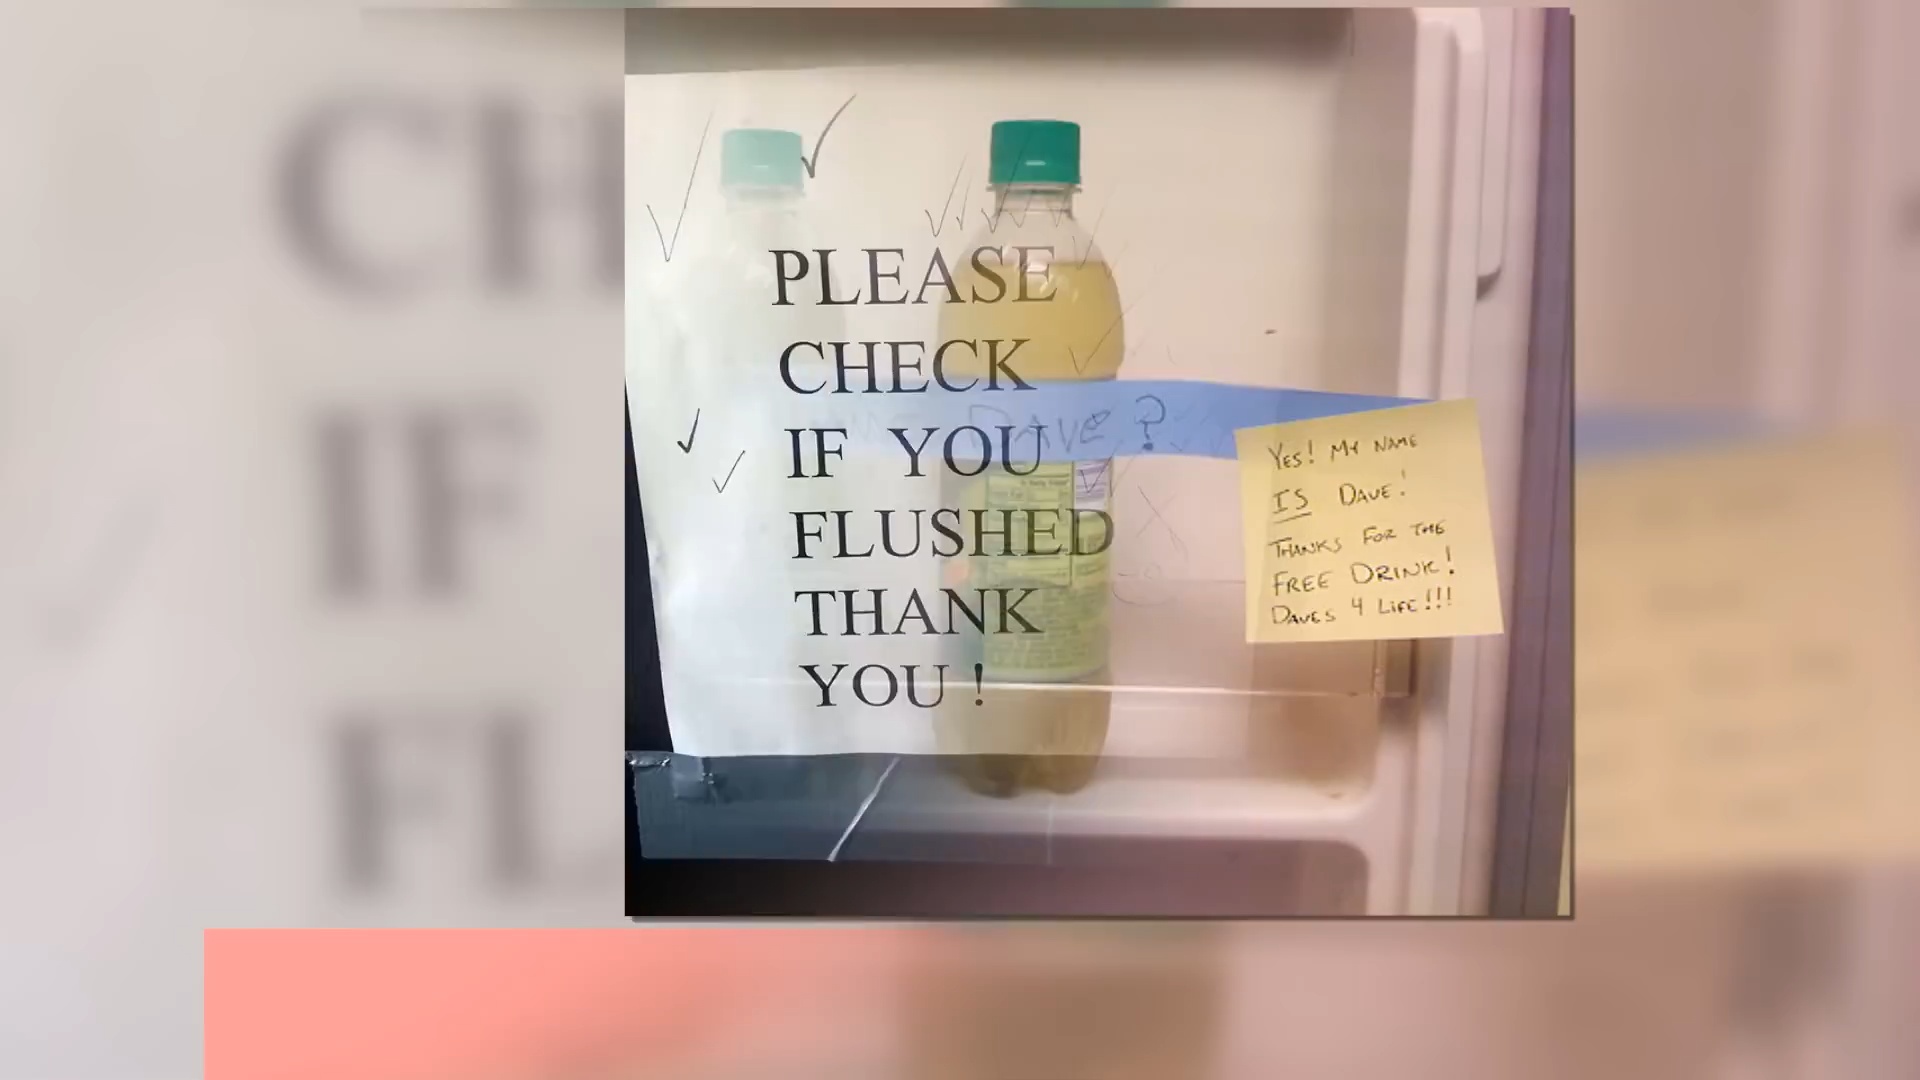 PLEASE
CHECK
IF YOU
FLUSHED
THANK
YOU !
Dave?
YES! MY NAME
IS DAVE!
THANKS FOR THE
FREE DRINK!
DAVES 4 LIFE!!!